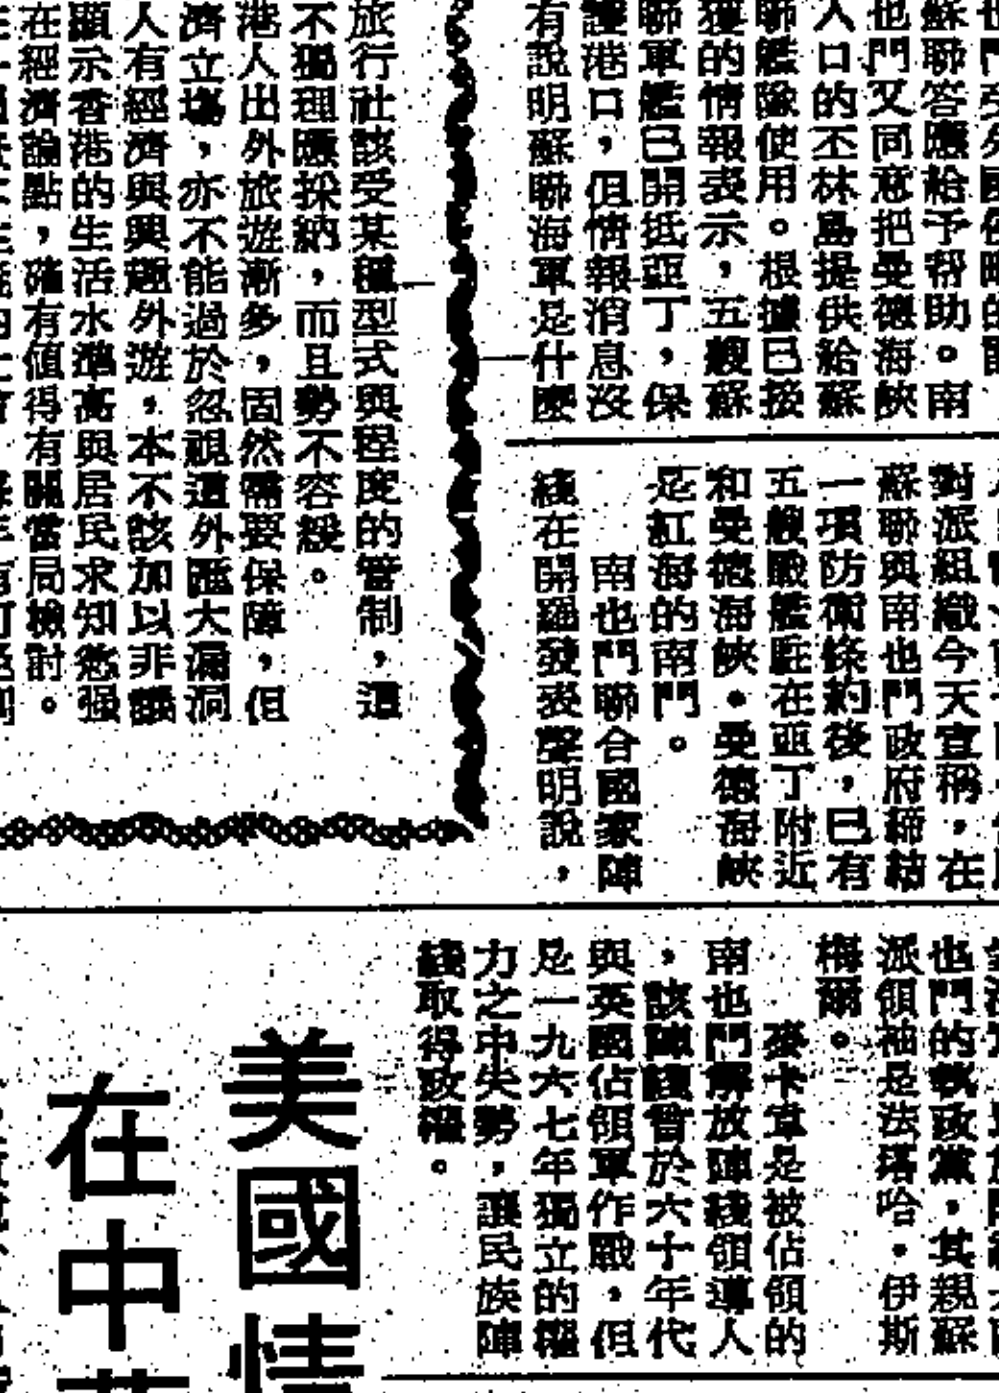 蘇聯答應給予幫助。南
也門又同意把曼德海峽
入口的丕林島提供給蘇
聯艦隊使用。根據已接
獲的情報表示，五艘蘇
聯軍艦已開抵亞丁，保
護港口，但情報消息沒
有說明蘇聯海軍是什麼
對派組織今天宣稱，在
蘇聯與南也門政府締結
一項防衛條約後，已有
五艘戰艦駐在亞丁附近
和曼德海峽。曼德海峽
是紅海的南門。
南也門聯合國家陣
綫在開羅發表聲明說，
旅行社該受某種型式與程度的管制，這
不獨理應採納，而且勢不容緩。
港人出外旅遊漸多，固然需要保障，但
濟立場，亦不能過於忽視這外匯大漏洞
人有經濟與興趣外遊，本不該加以非議
顯示香港的生活水準高與居民求知慾强
在經濟論點，確有值得有關當局檢討。
也門的執政黨，其親蘇
派領袖是法塔哈·伊斯
梅爾。
麥卡韋是被佔領的
南也門解放陣綫領導人
，該陣綫曾於六十年代
與英國佔領軍作戰，但
是一九六七年獨立的權
力之中失勢，讓民族陣
綫取得政權。
美國情
在中